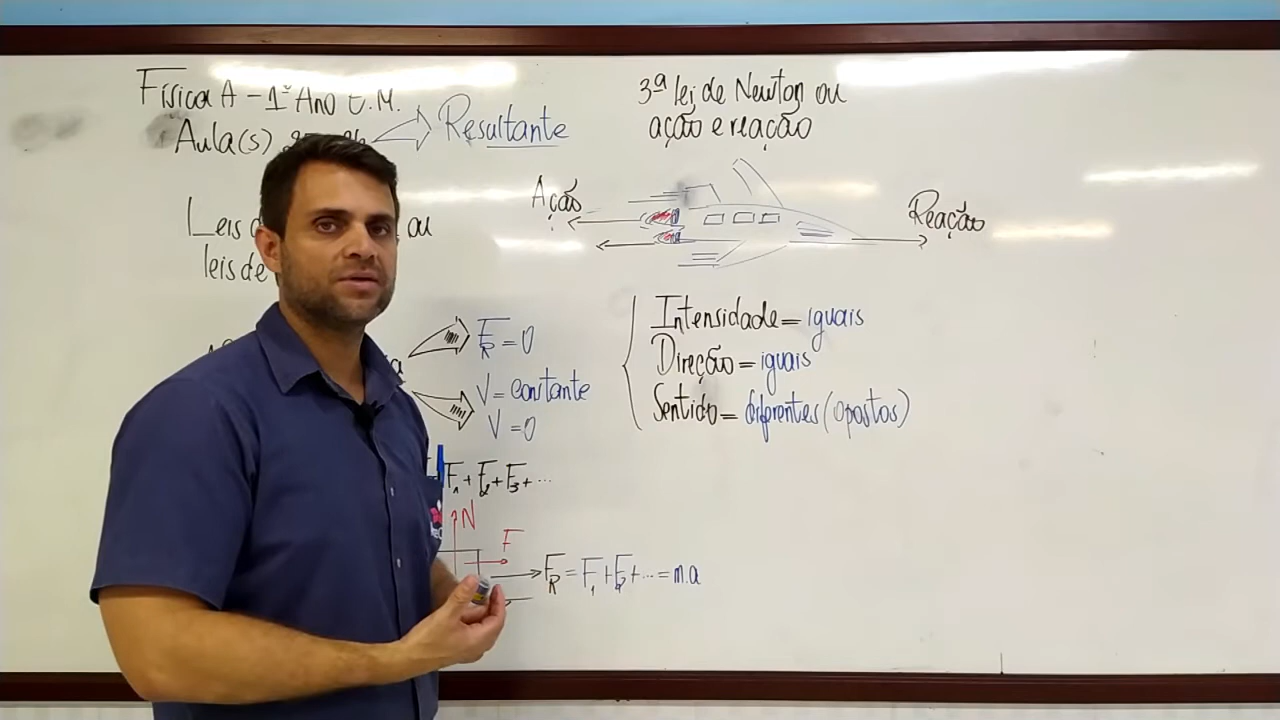 Física A - 1º Ano E.M.
Aula(s)
Resultante
Leis ou
leis de
F_R = 0
V = constante
V = 0
F_1 + F_2 + F_3 + ...
N
F
F_R = F_1 + F_2 + ... = m.a
3ª lei de Newton ou
ação e reação
Ação
Reação
Intensidade = iguais
Direção = iguais
Sentido = diferentes (opostos)